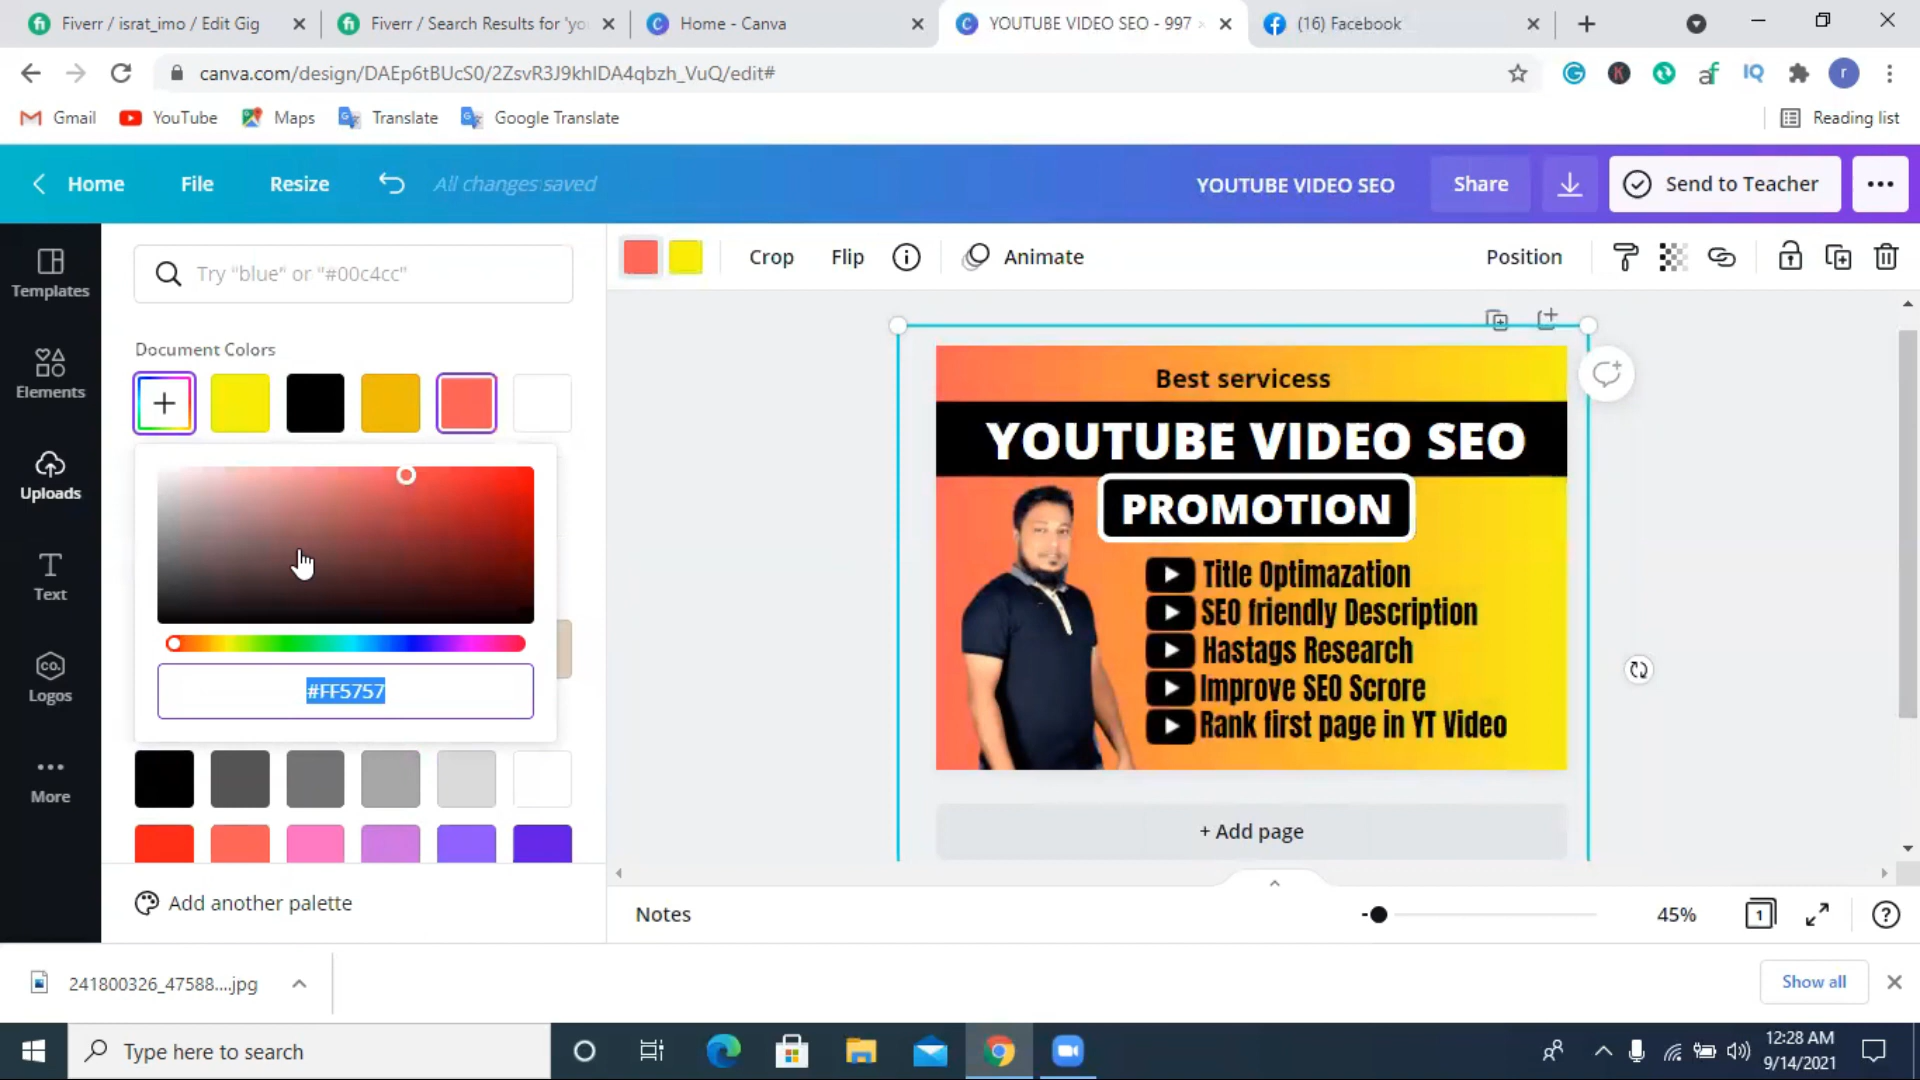 Fiverr / israt_imo / Edit Gig
Fiverr / Search Results for 'you
Home - Canva
YOUTUBE VIDEO SEO - 997
(16) Facebook
canva.com/design/DAEp6tBUcS0/2ZsvR3J9khlDA4qbzh_VuQ/edit#
IQ
r
Gmail
YouTube
Maps
Translate
Google Translate
Reading list
Home
File
Resize
All changes saved
YOUTUBE VIDEO SEO
Share
Send to Teacher
Templates
Elements
Uploads
Text
CO.
Logos
More
Try "blue" or "#00c4cc"
Document Colors
#FF5757
Add another palette
Crop
Flip
Animate
Position
Best servicess
YOUTUBE VIDEO SEO
PROMOTION
Title Optimazation
SEO friendly Description
Hastags Research
Improve SEO Scrore
Rank first page in YT Video
+ Add page
Notes
45%
1
241800326_47588....jpg
Show all
Type here to search
12:28 AM
9/14/2021